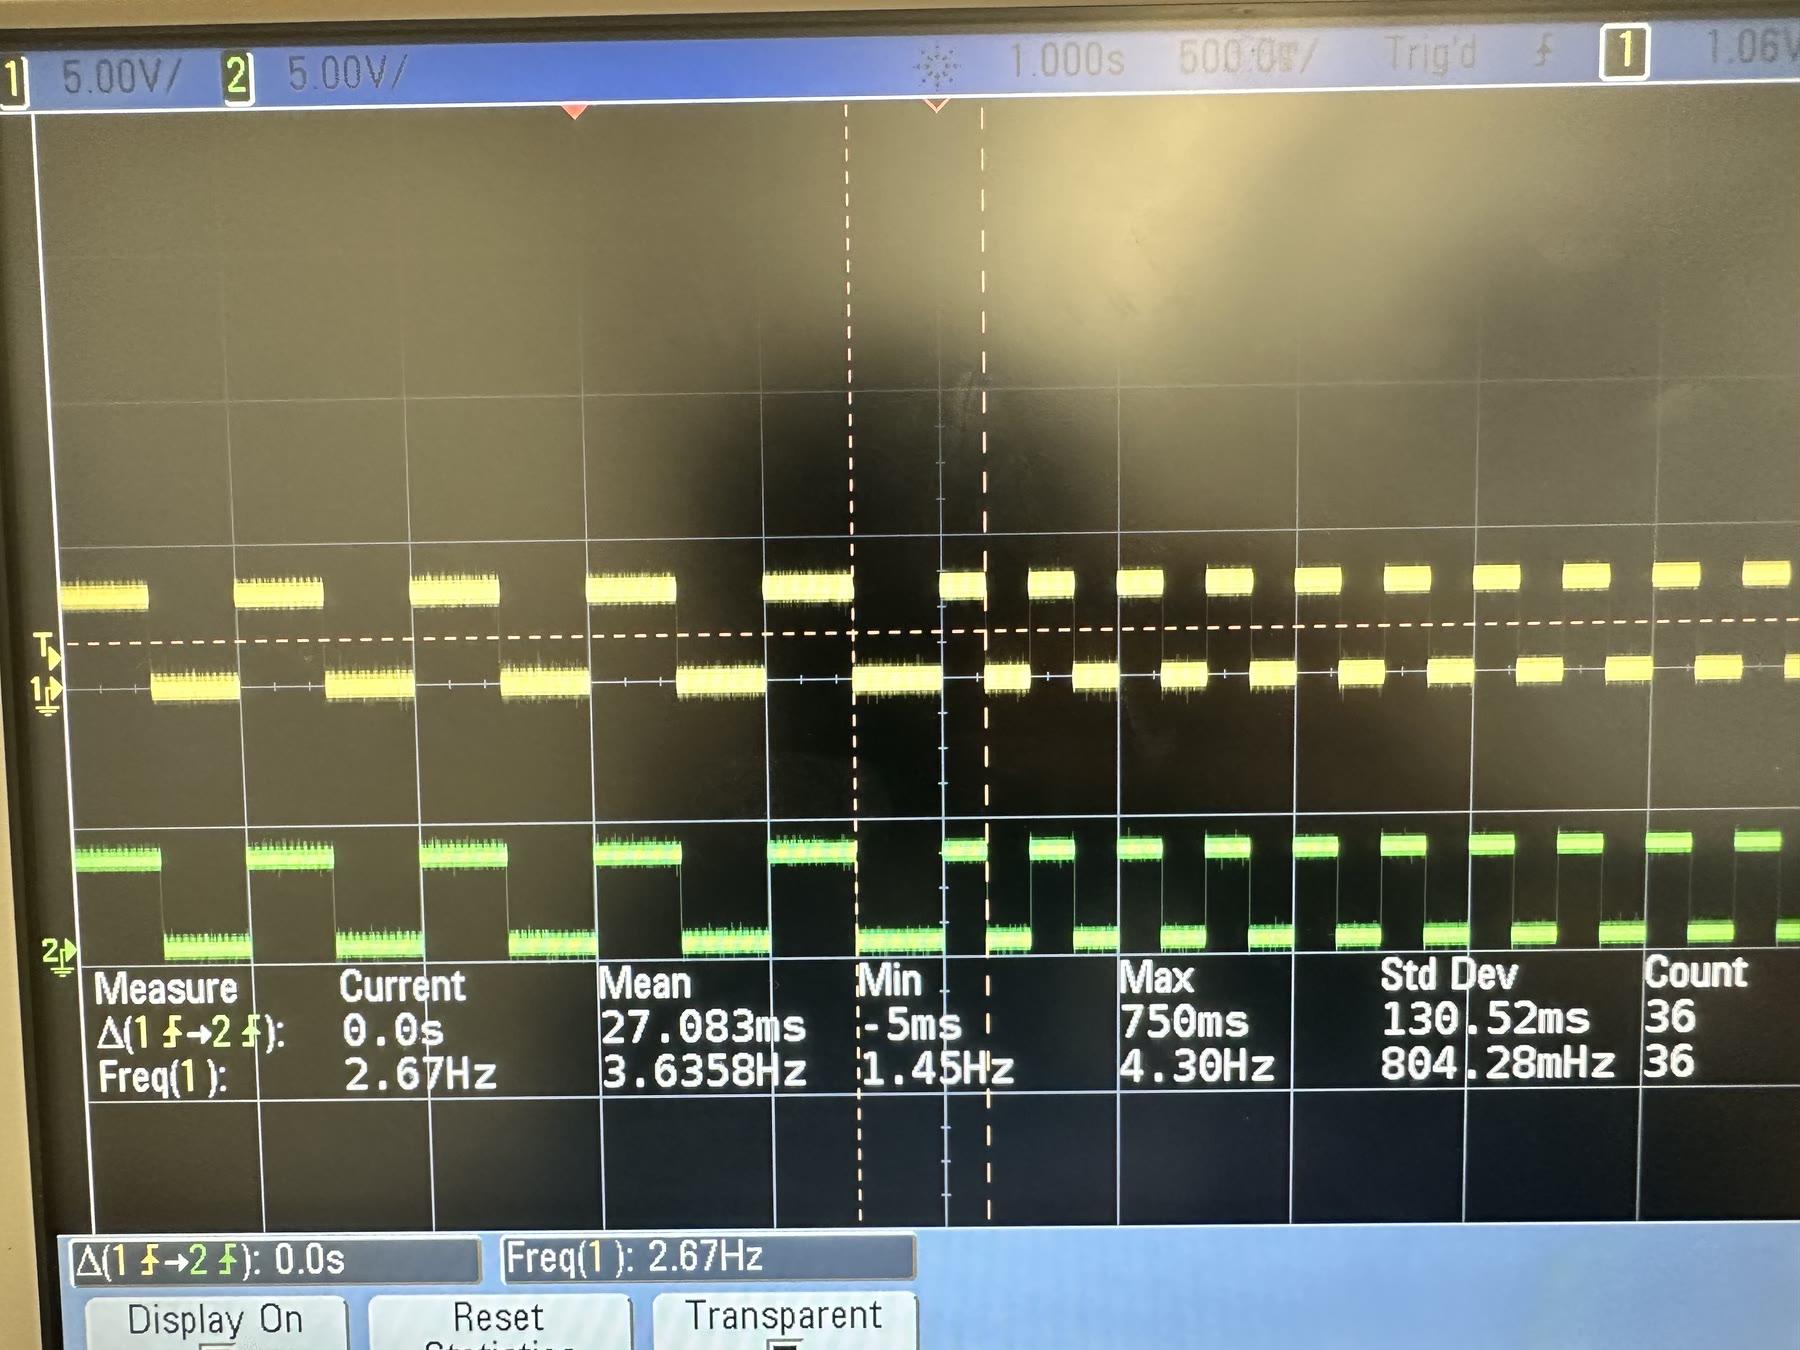 1 5.00V/ 2 5.00V/ 1.000s 500.0 / Trig'd 1 1.06V
T
1
2
Measure Current Mean Min Max Std Dev Count
Δ(1→2): 0.0s 27.083ms -5ms 750ms 130.52ms 36
Freq(1): 2.67Hz 3.6358Hz 1.45Hz 4.30Hz 804.28mHz 36
Δ(1→2): 0.0s Freq(1): 2.67Hz
Display On Reset Transparent
Statistics